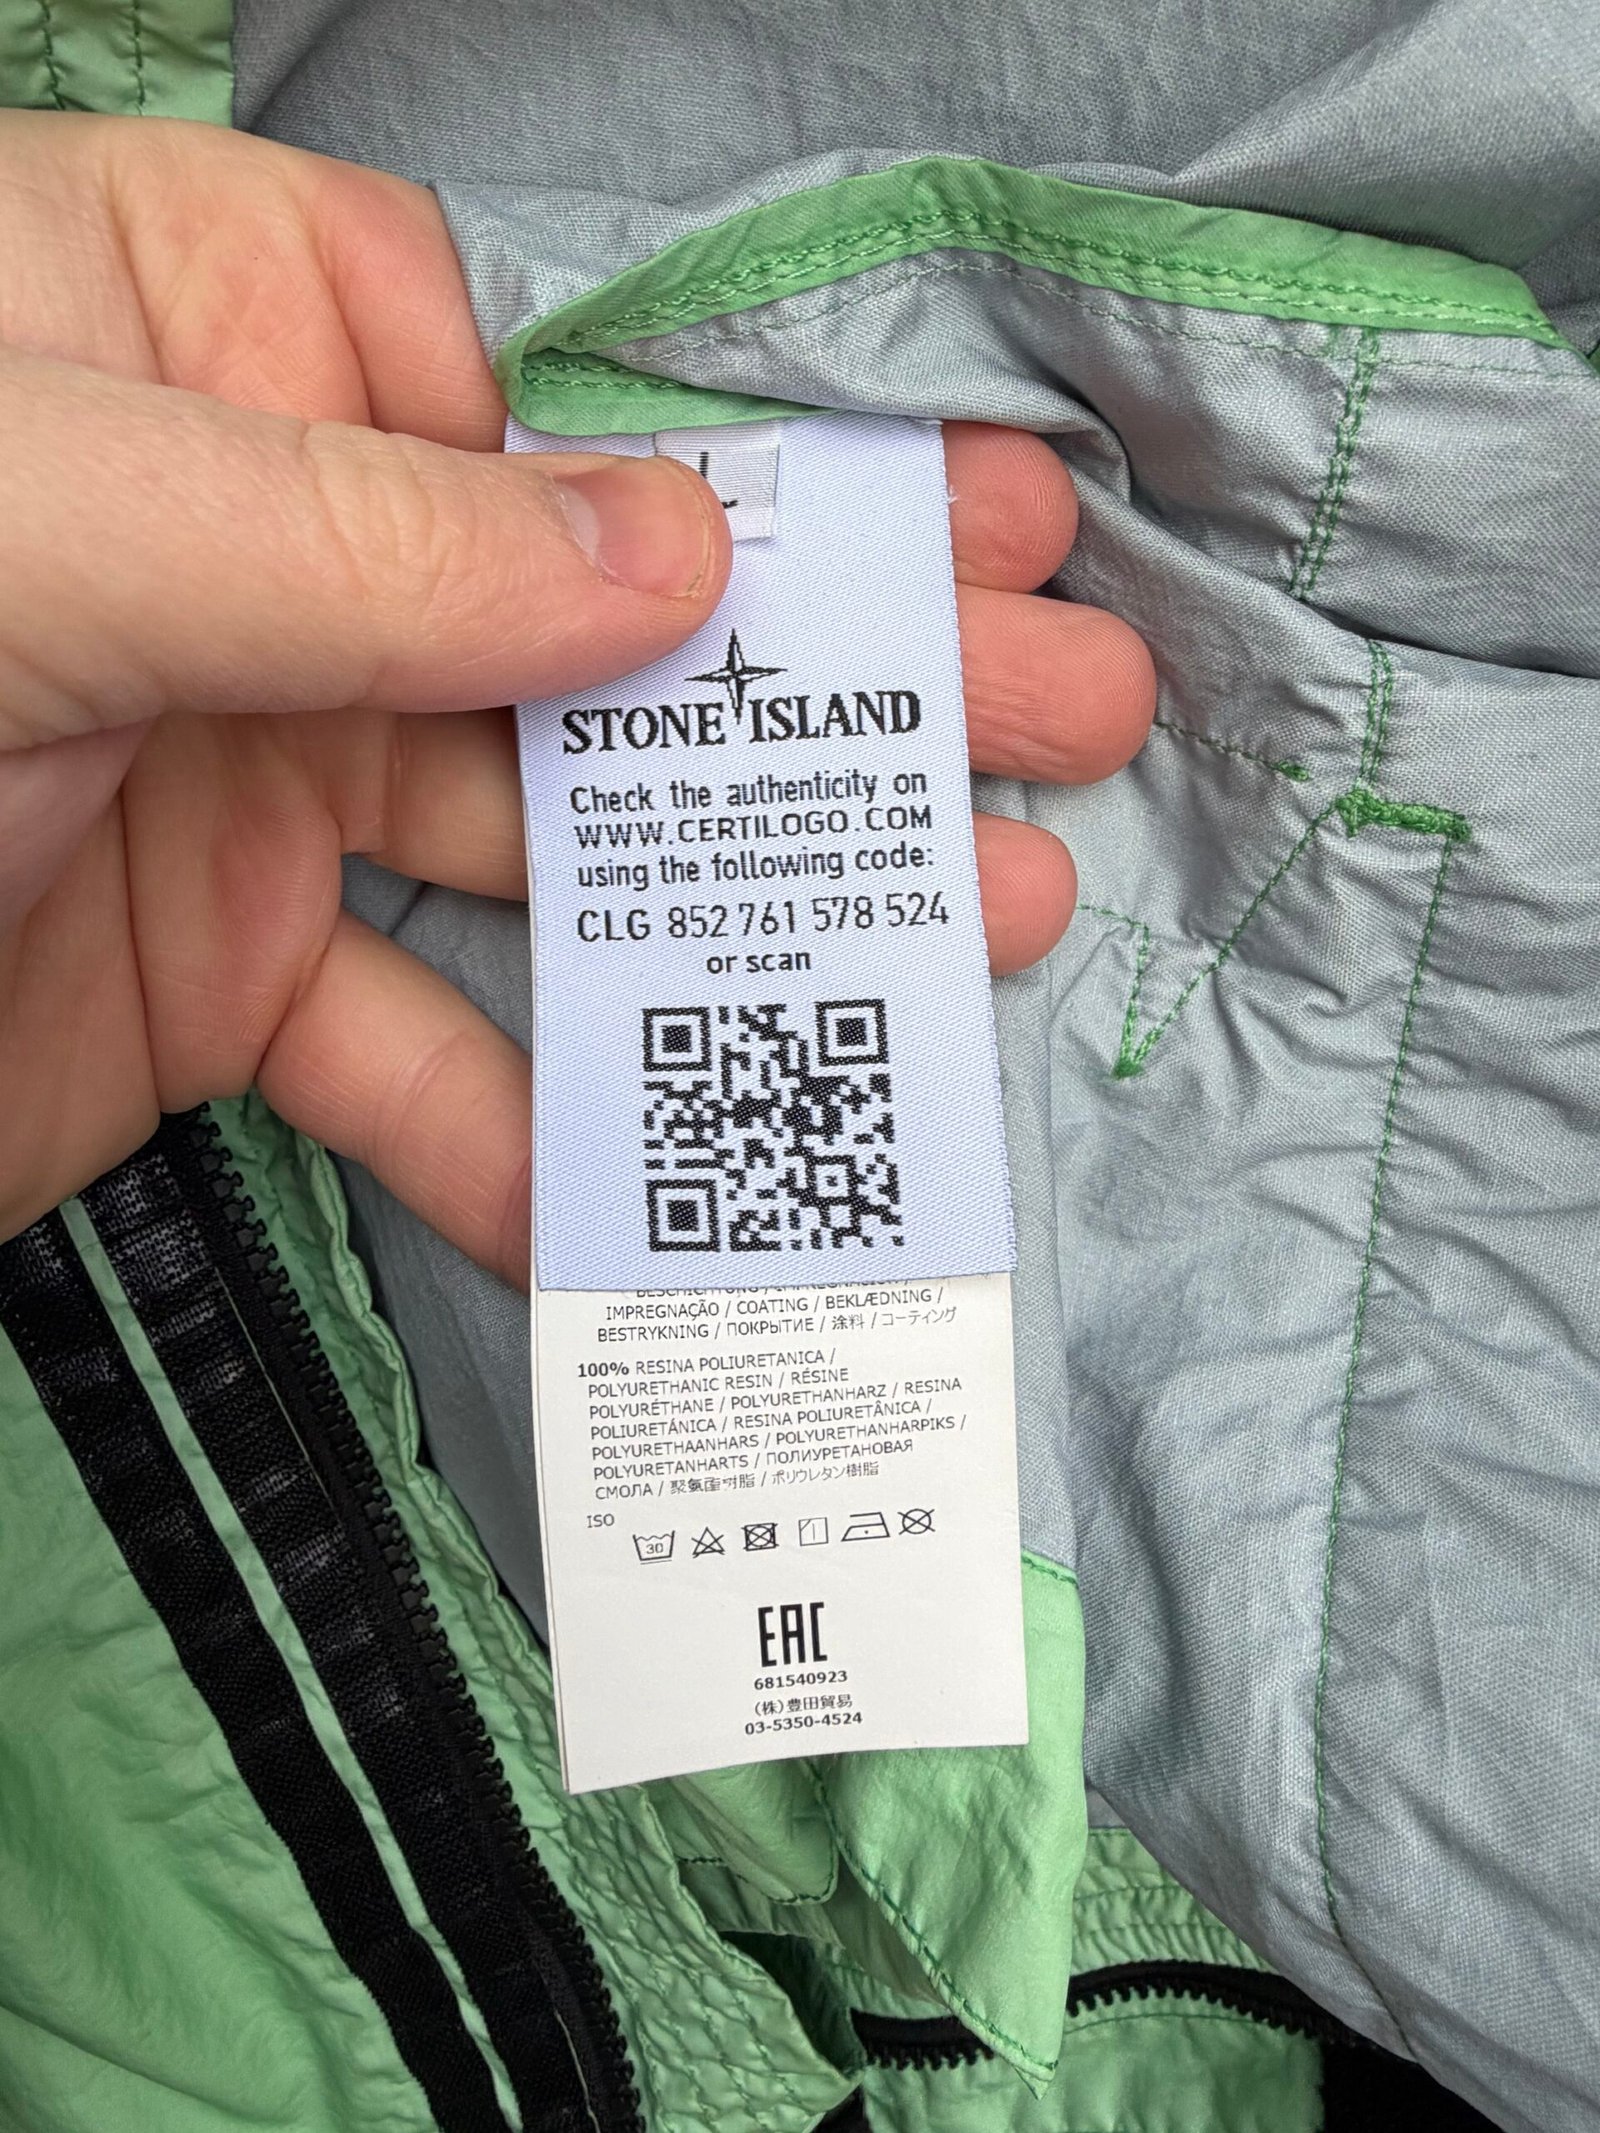 L
STONE ISLAND
Check the authenticity on
WWW.CERTILOGO.COM
using the following code:
CLG 852 761 578 524
or scan
IMPREGNAÇÃO / COATING / BEKLÆDNING /
BESTRYKNING / ПОКРЫТИЕ / 涂料 / コーティング
100% RESINA POLIURETANICA /
POLYURETHANIC RESIN / RÉSINE
POLYURÉTHANE / POLYURETHANHARZ / RESINA
POLIURETÁNICA / RESINA POLIURETÂNICA /
POLYURETHAANHARS / POLYURETHANHARPIKS /
POLYURETANHARTS / ПОЛИУРЕТАНОВАЯ
СМОЛА / 聚氨酯树脂 / ポリウレタン樹脂
ISO
30
EAC
681540923
(株)豊田貿易
03-5350-4524